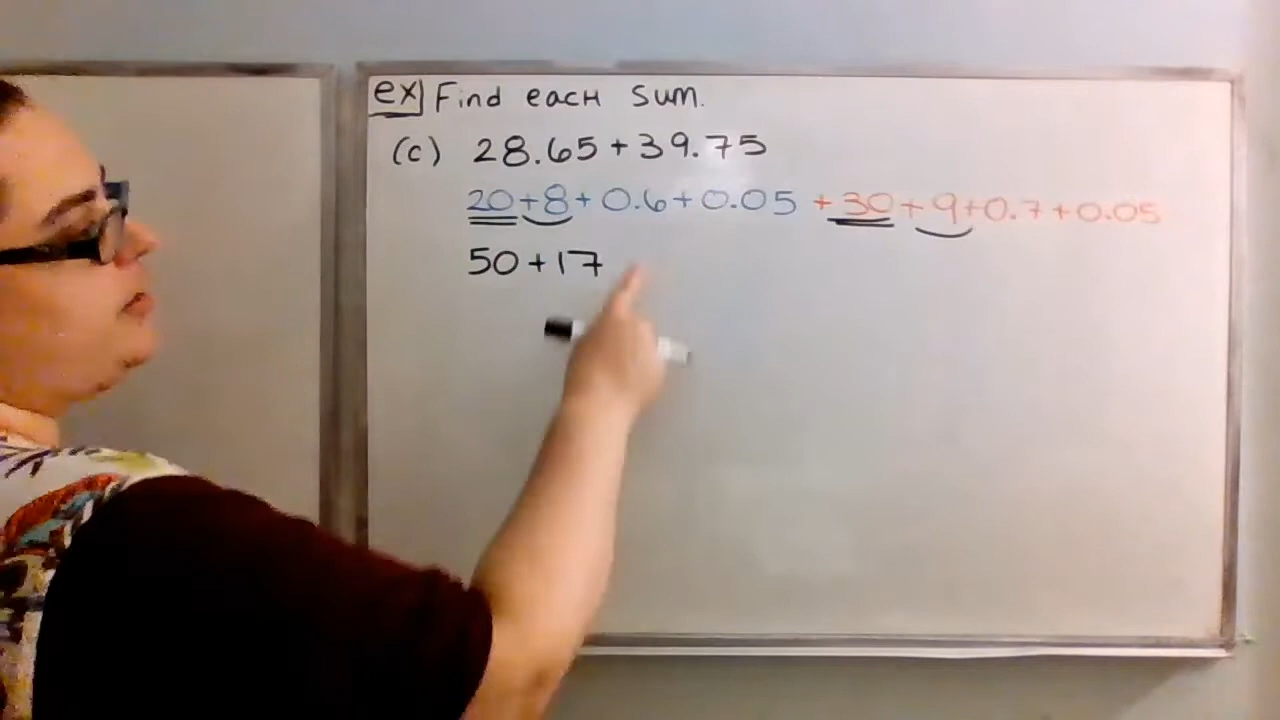 ex Find each sum.
(c) 28.65 + 39.75
20 + 8 + 0.6 + 0.05 + 30 + 9 + 0.7 + 0.05
50 + 17